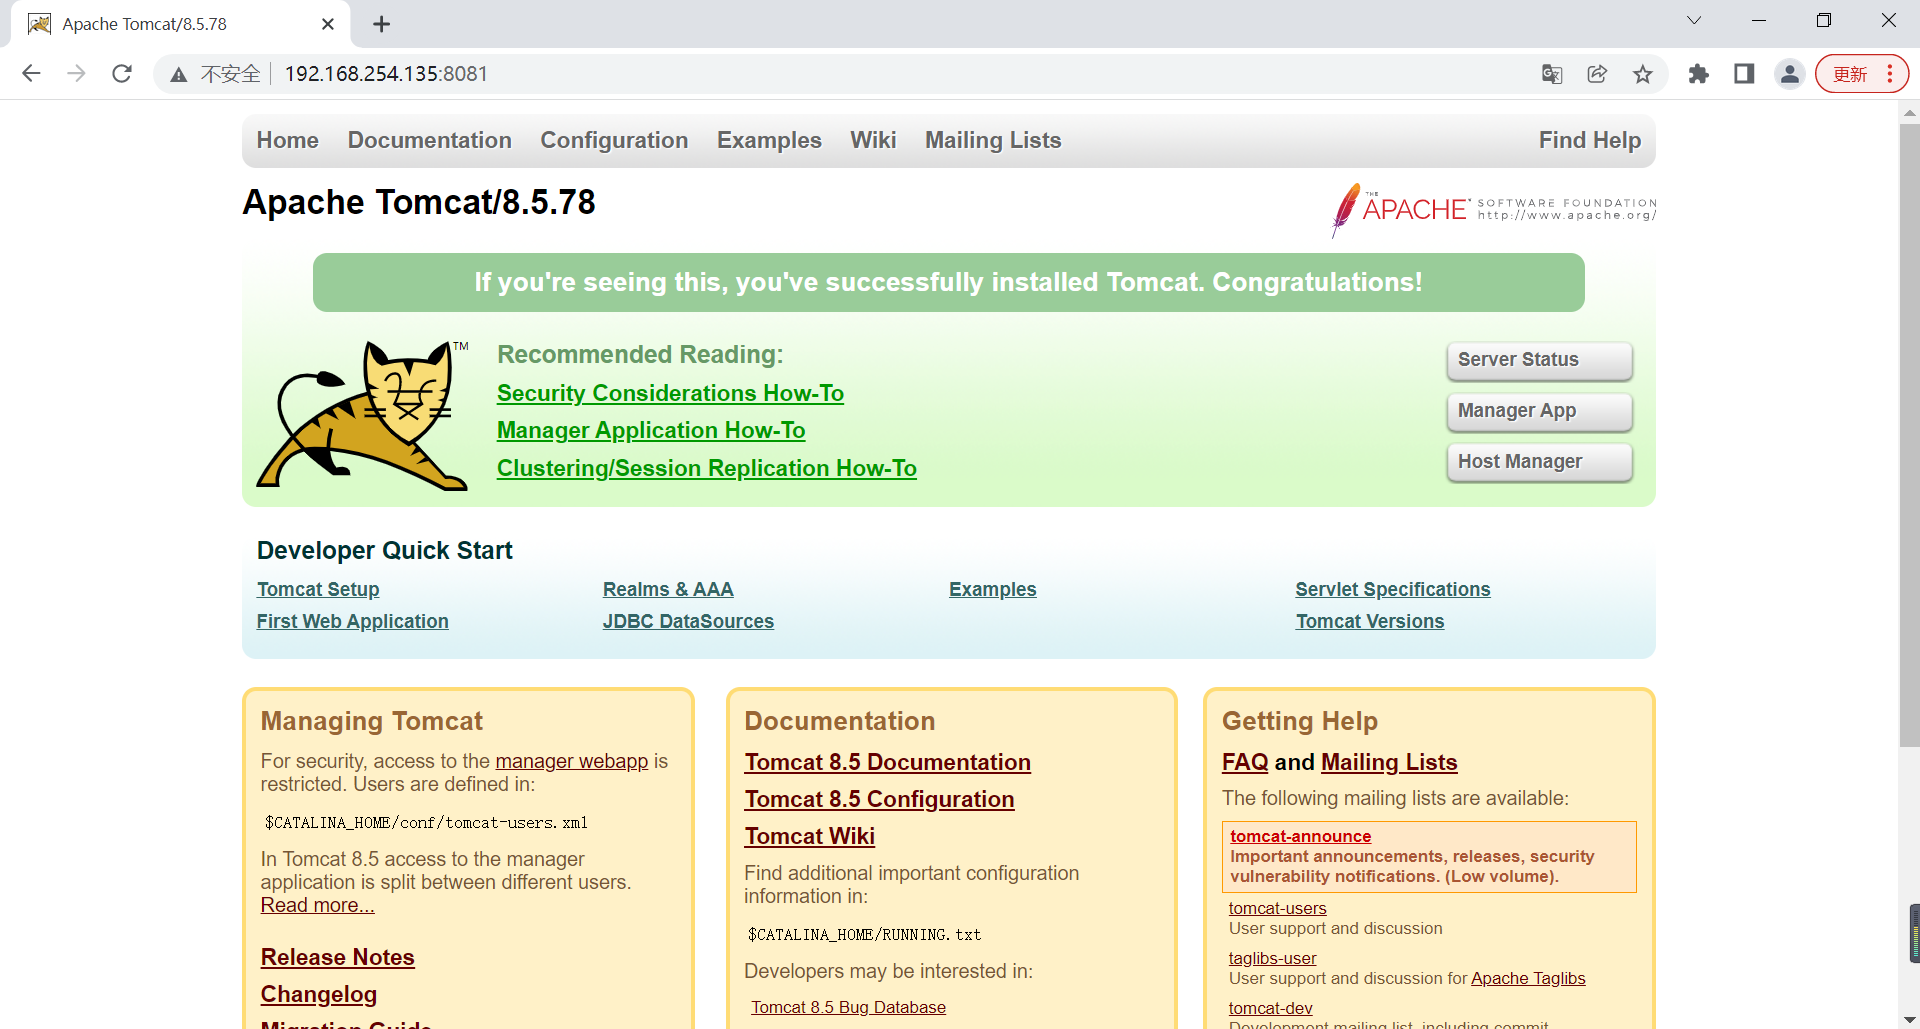 Apache Tomcat/8.5.78
不安全 192.168.254.135:8081
更新
Home Documentation Configuration Examples Wiki Mailing Lists Find Help
Apache Tomcat/8.5.78
THE APACHE SOFTWARE FOUNDATION
http://www.apache.org/
If you're seeing this, you've successfully installed Tomcat. Congratulations!
TM
Recommended Reading:
Security Considerations How-To
Manager Application How-To
Clustering/Session Replication How-To
Server Status
Manager App
Host Manager
Developer Quick Start
Tomcat Setup
First Web Application
Realms & AAA
JDBC DataSources
Examples
Servlet Specifications
Tomcat Versions
Managing Tomcat
For security, access to the manager webapp is
restricted. Users are defined in:
$CATALINA_HOME/conf/tomcat-users.xml
In Tomcat 8.5 access to the manager
application is split between different users.
Read more...
Release Notes
Changelog
Migration Guide
Documentation
Tomcat 8.5 Documentation
Tomcat 8.5 Configuration
Tomcat Wiki
Find additional important configuration
information in:
$CATALINA_HOME/RUNNING.txt
Developers may be interested in:
Tomcat 8.5 Bug Database
Getting Help
FAQ and Mailing Lists
The following mailing lists are available:
tomcat-announce
Important announcements, releases, security
vulnerability notifications. (Low volume).
tomcat-users
User support and discussion
taglibs-user
User support and discussion for Apache Taglibs
tomcat-dev
Development mailing list, including commit